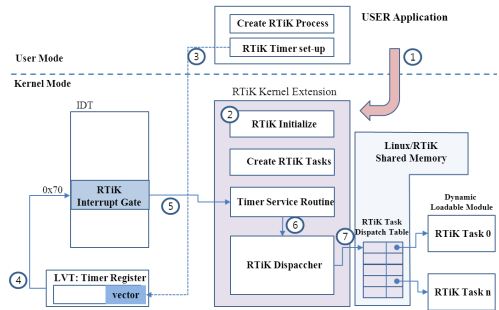 USER Application
Create RTiK Process
RTiK Timer set-up
3
1
User Mode
Kernel Mode
IDT
RTiK Kernel Extension
2
RTiK Initialize
Linux/RTiK
Shared Memory
Create RTiK Tasks
0x70
RTiK
Interrupt Gate
5
Timer Service Routine
6
7
RTiK Task
Dispatch Table
Dynamic
Loadable Module
RTiK Task 0
RTiK Dispaccher
4
LVT: Timer Register
vector
RTiK Task n